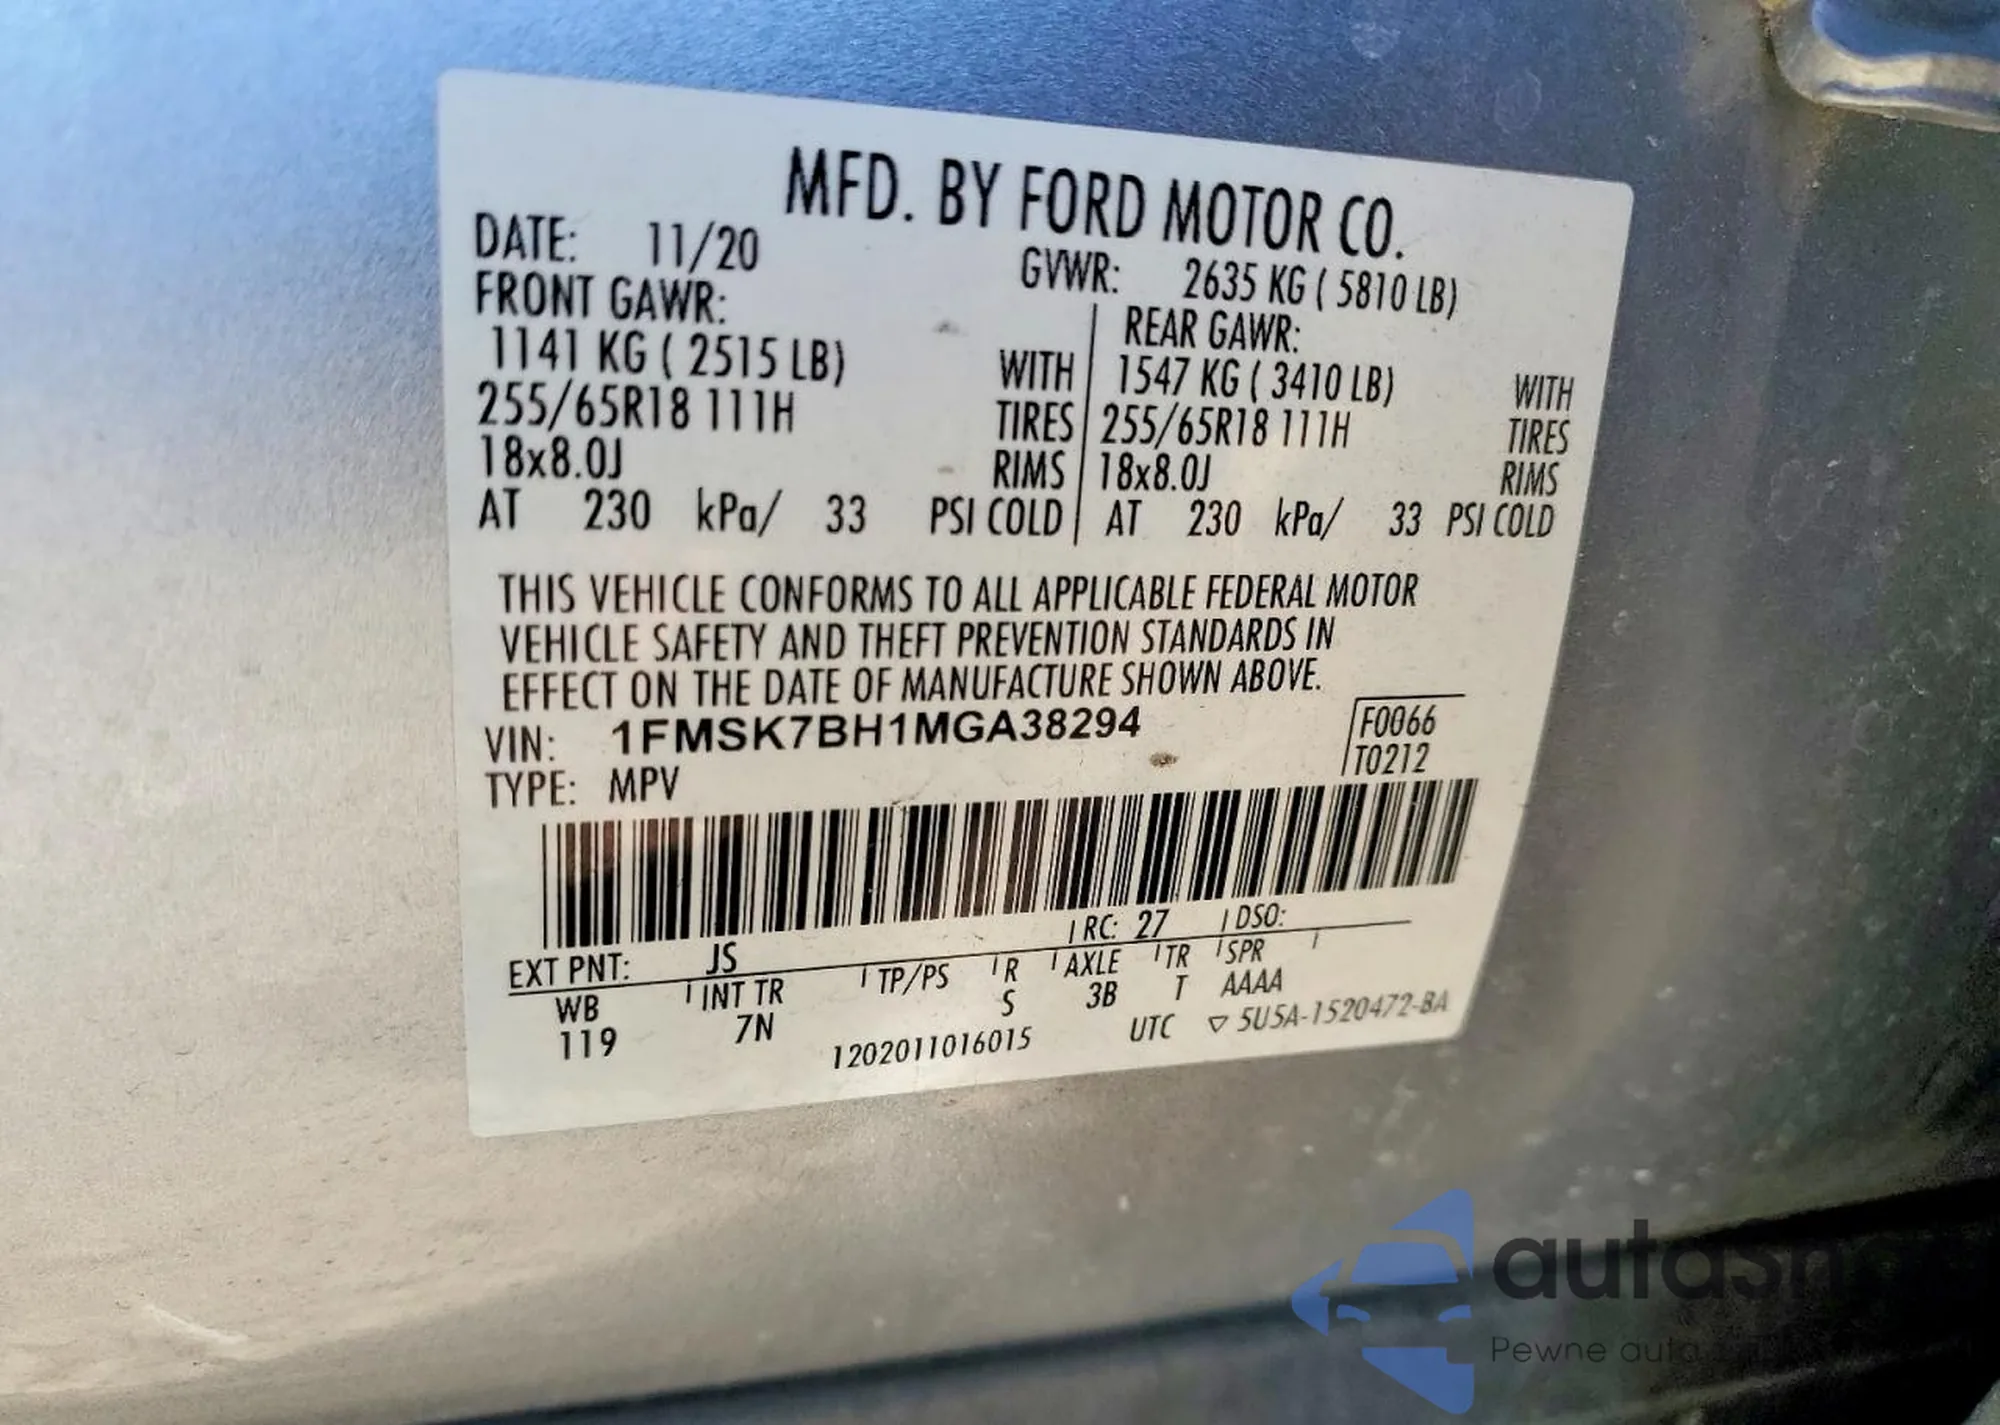 MFD. BY FORD MOTOR CO.
DATE: 11/20 GVWR: 2635 KG ( 5810 LB)
FRONT GAWR: REAR GAWR:
1141 KG ( 2515 LB) WITH 1547 KG ( 3410 LB) WITH
255/65R18 111H TIRES 255/65R18 111H TIRES
18x8.0J RIMS 18x8.0J RIMS
AT 230 kPa/ 33 PSI COLD AT 230 kPa/ 33 PSI COLD
THIS VEHICLE CONFORMS TO ALL APPLICABLE FEDERAL MOTOR
VEHICLE SAFETY AND THEFT PREVENTION STANDARDS IN
EFFECT ON THE DATE OF MANUFACTURE SHOWN ABOVE.
VIN: 1FMSK7BH1MGA38294 F0066
TYPE: MPV T0212
EXT PNT: JS RC: 27 DSO:
WB INT TR TP/PS R AXLE TR SPR
119 7N S 3B T AAAA
1202011016015 UTC ▽ 5U5A-1520472-BA
Pewne auta